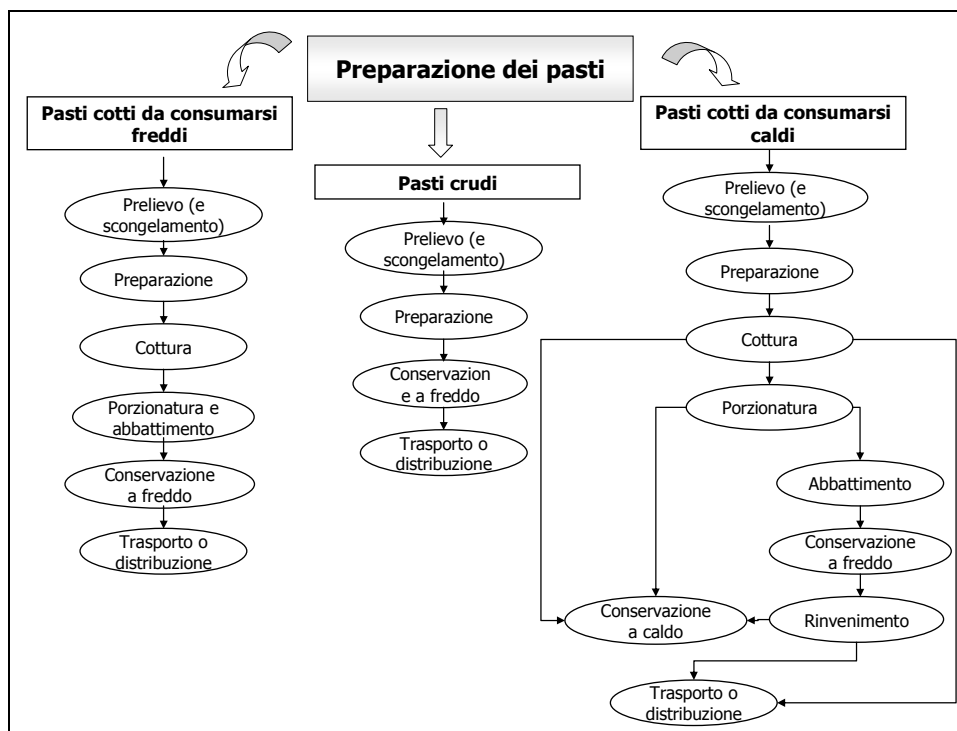 Preparazione dei pasti
Pasti cotti da consumarsi
freddi
Prelievo (e
scongelamento)
Preparazione
Cottura
Porzionatura e
abbattimento
Conservazione
a freddo
Trasporto o
distribuzione
Pasti crudi
Prelievo (e
scongelamento)
Preparazione
Conservazion
e a freddo
Trasporto o
distribuzione
Pasti cotti da consumarsi
caldi
Prelievo (e
scongelamento)
Preparazione
Cottura
Porzionatura
Abbattimento
Conservazione
a freddo
Rinvenimento
Conservazione
a caldo
Trasporto o
distribuzione